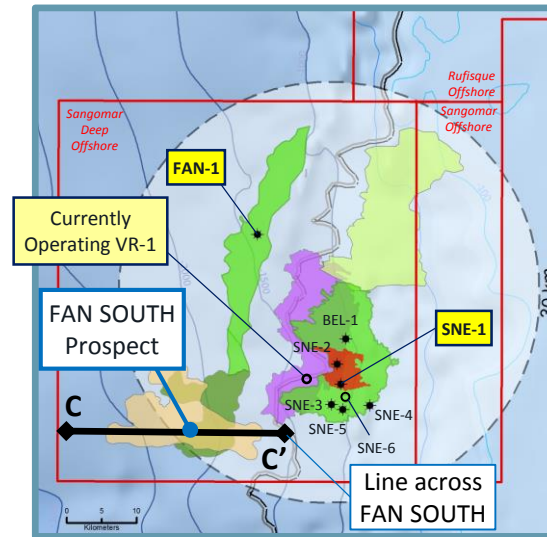 Rufisque
Offshore
Sangomar
Deep
Offshore
Sangomar
Offshore
FAN-1
Currently
Operating VR-1
1500
FAN SOUTH
Prospect
BEL-1
SNE-2
SNE-1
SNE-3
SNE-4
SNE-5
SNE-6
C
C'
Line across
FAN SOUTH
0
5
10
Kilometers